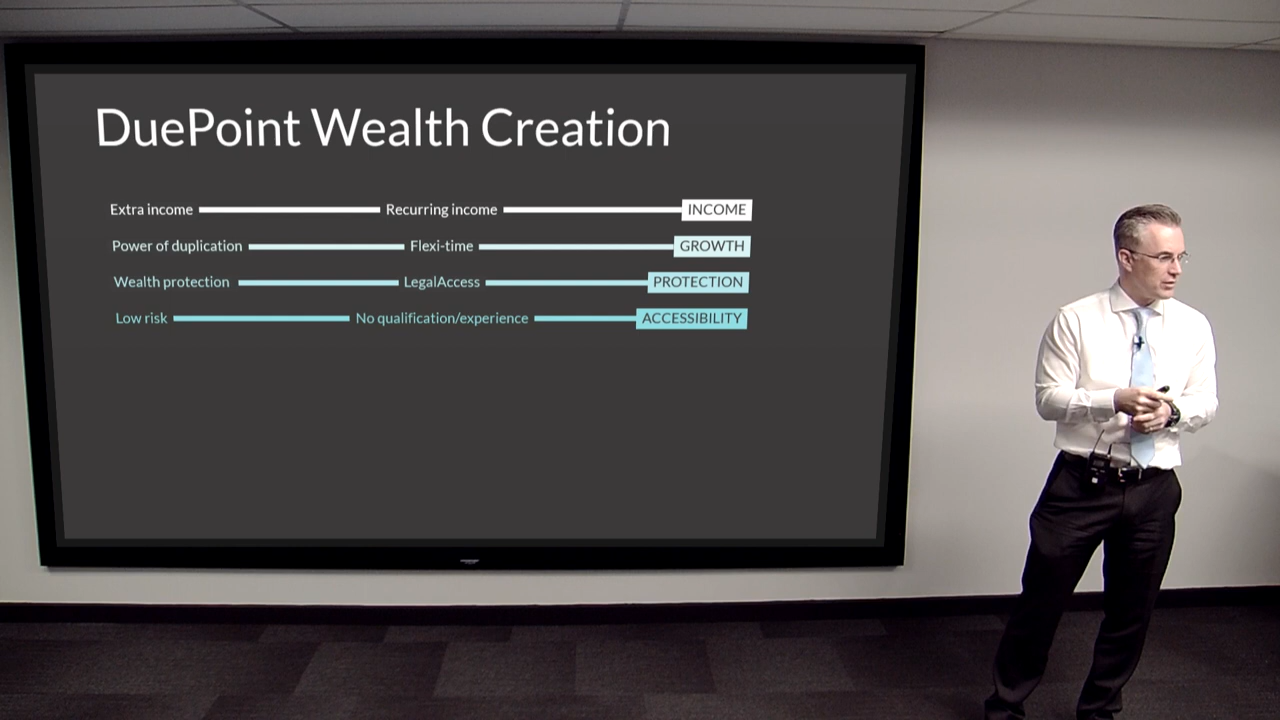 DuePoint Wealth Creation
Extra income Recurring income INCOME
Power of duplication Flexi-time GROWTH
Wealth protection LegalAccess PROTECTION
Low risk No qualification/experience ACCESSIBILITY